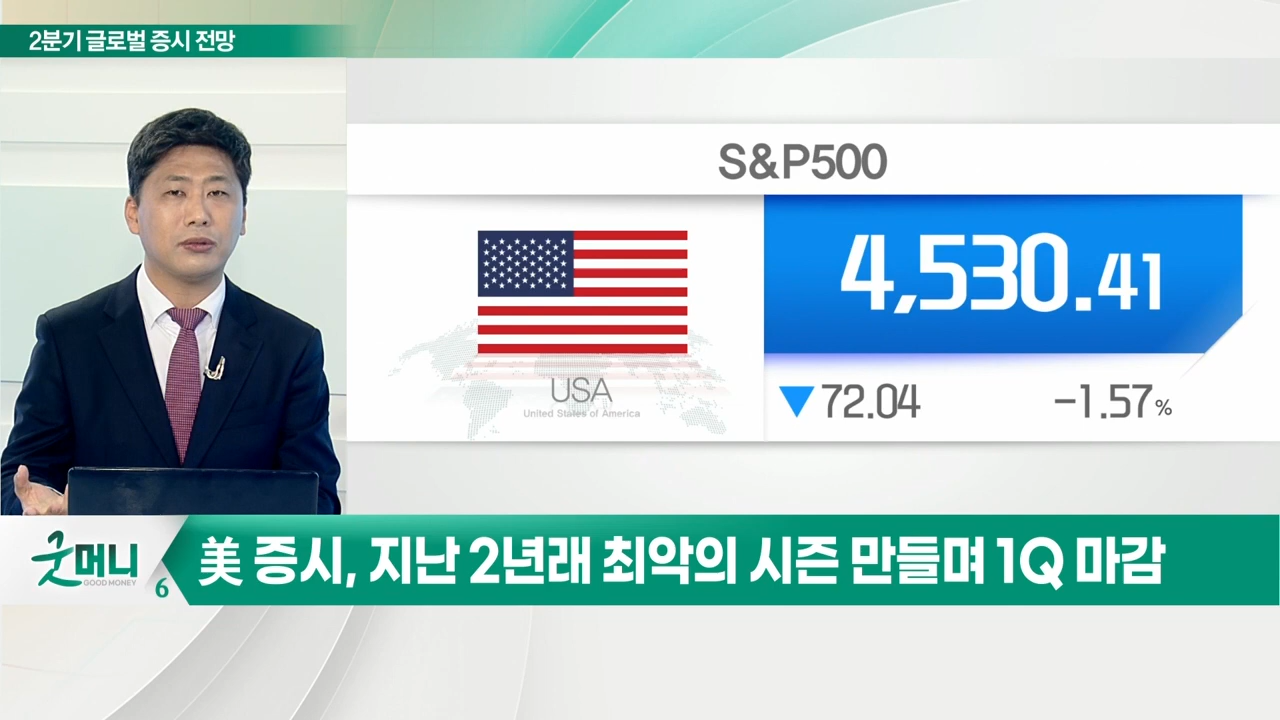 2분기 글로벌 증시 전망
S&P500
4,530.41
USA
United States of America
▼72.04 -1.57%
굿머니
GOOD MONEY
6
美 증시, 지난 2년래 최악의 시즌 만들며 1Q 마감